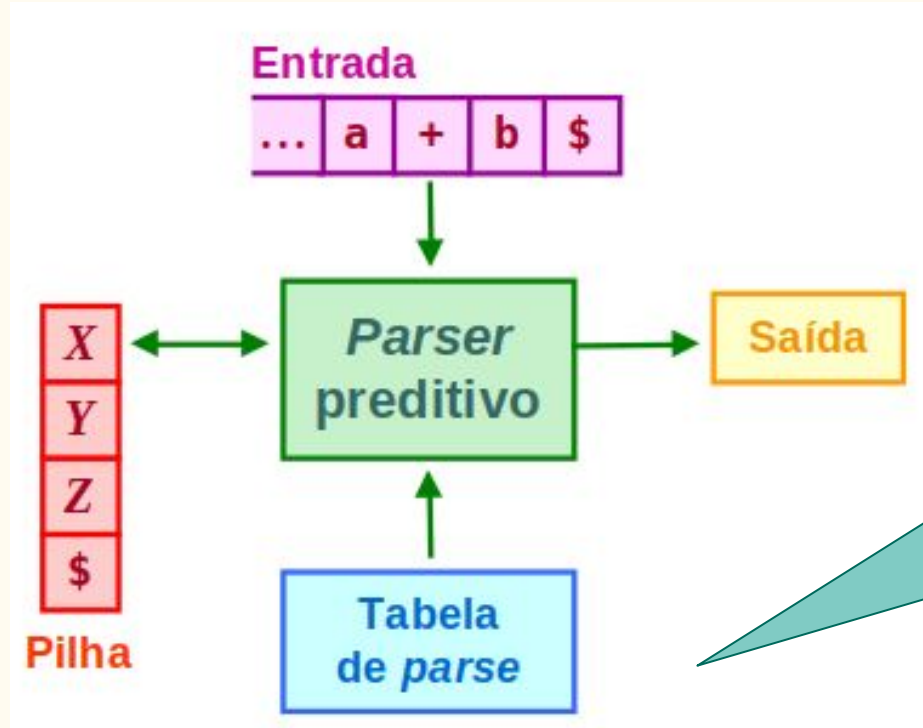 Entrada
... a + b $
Parser
preditivo
Saída
X
Y
Z
$
Pilha
Tabela
de parse